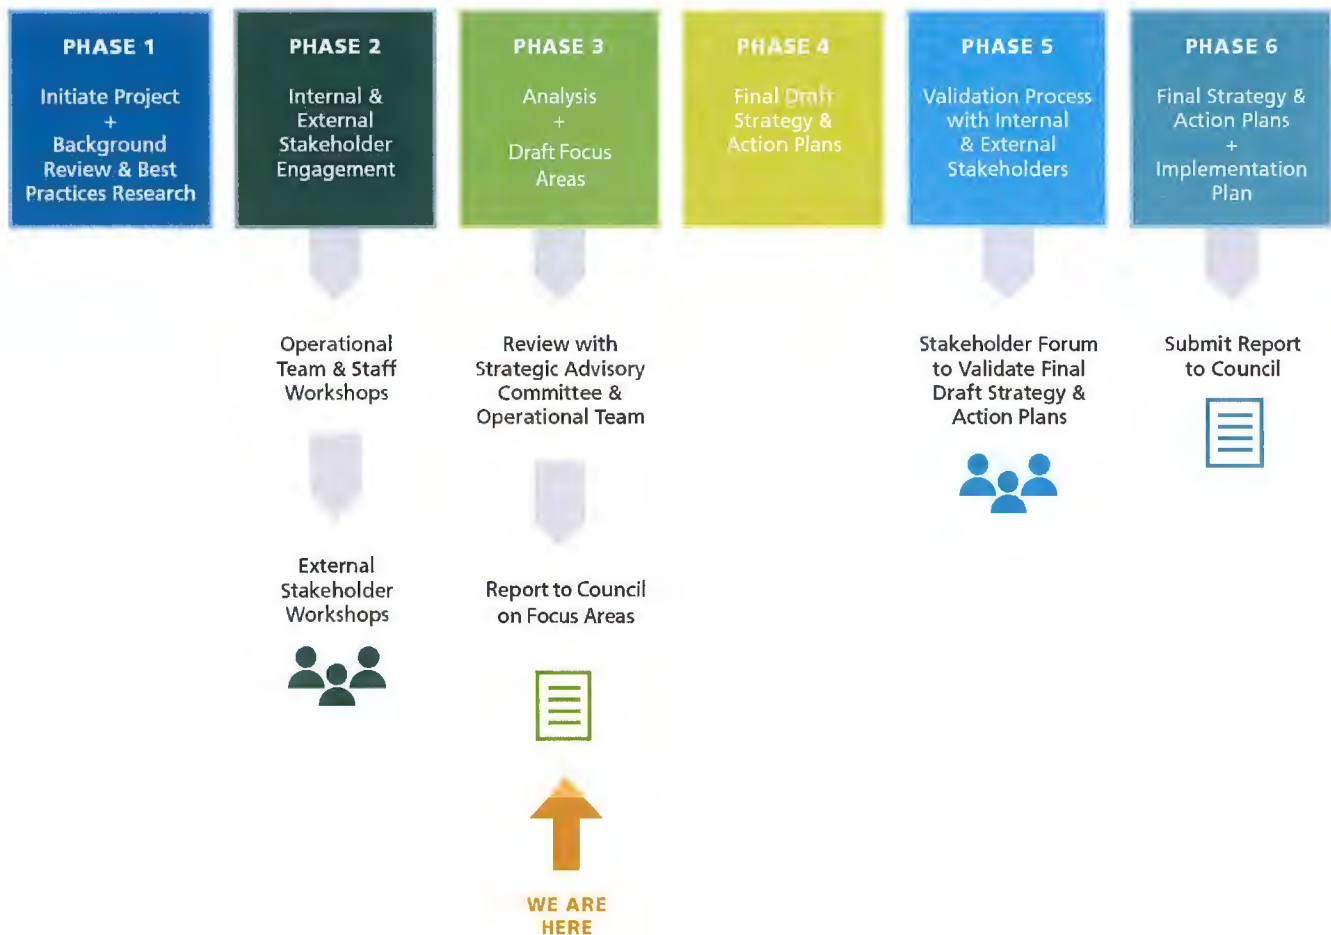 PHASE 1
Initiate Project
+
Background
Review & Best
Practices Research
PHASE 2
Internal &
External
Stakeholder
Engagement
Operational
Team & Staff
Workshops
External
Stakeholder
Workshops
PHASE 3
Analysis
+
Draft Focus
Areas
Review with
Strategic Advisory
Committee &
Operational Team
Report to Council
on Focus Areas
WE ARE
HERE
PHASE 4
Final Draft
Strategy &
Action Plans
PHASE 5
Validation Process
with Internal
& External
Stakeholders
Stakeholder Forum
to Validate Final
Draft Strategy &
Action Plans
PHASE 6
Final Strategy &
Action Plans
+
Implementation
Plan
Submit Report
to Council